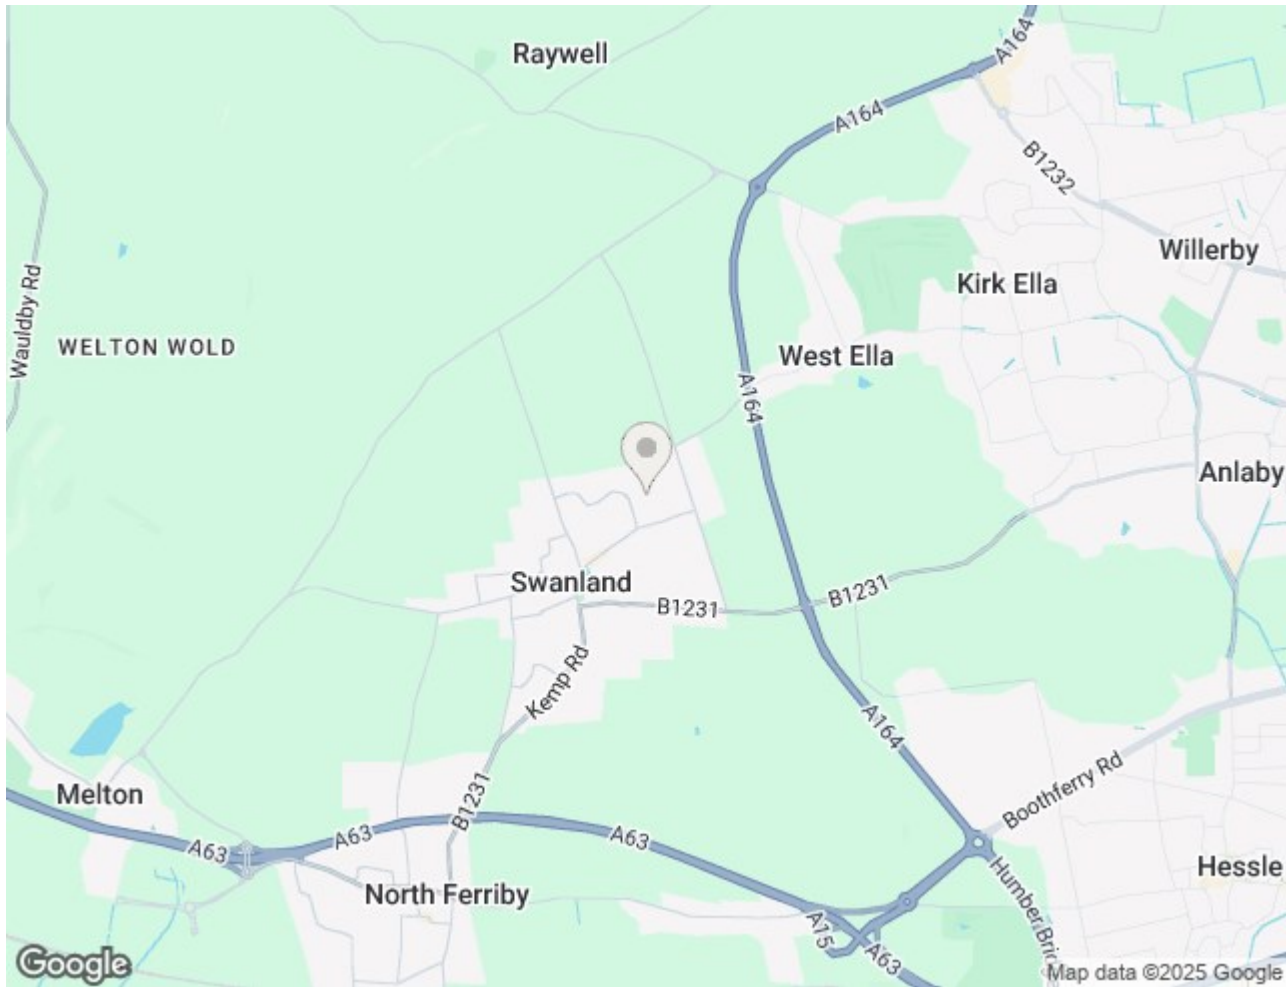 Raywell
A164
A164
B1232
Willerby
Kirk Ella
Wauldby Rd
WELTON WOLD
West Ella
A164
Anlaby
Swanland
B1231
B1231
Kemp Rd
A164
Boothferry Rd
Melton
B1231
A63
A63
A63
Hessle
North Ferriby
Humber Bri
A15
A63
Google
Map data ©2025 Google